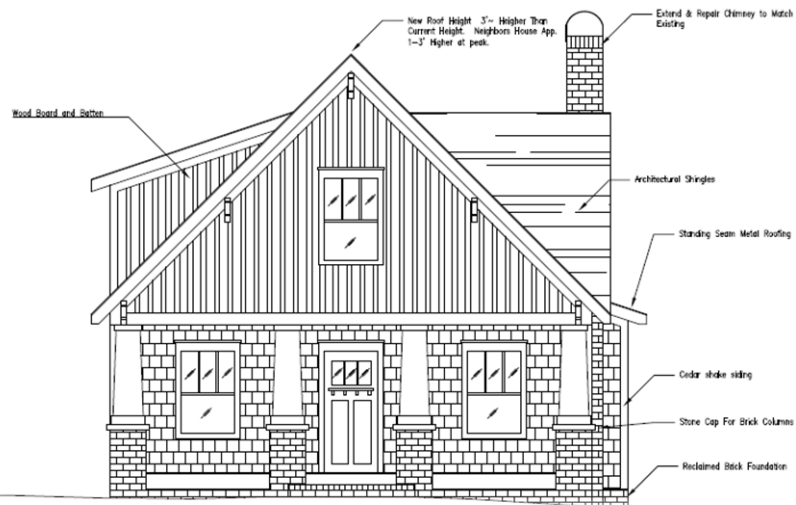 New Roof Height 3'~ Heigher Than
Current Height. Neighbors House App.
1-3' Higher at peak.
Extend & Repair Chimney to Match
Existing
Wood Board and Batten
Architectural Shingles
Standing Seam Metal Roofing
Cedar shake siding
Stone Cap For Brick Columns
Reclaimed Brick Foundation